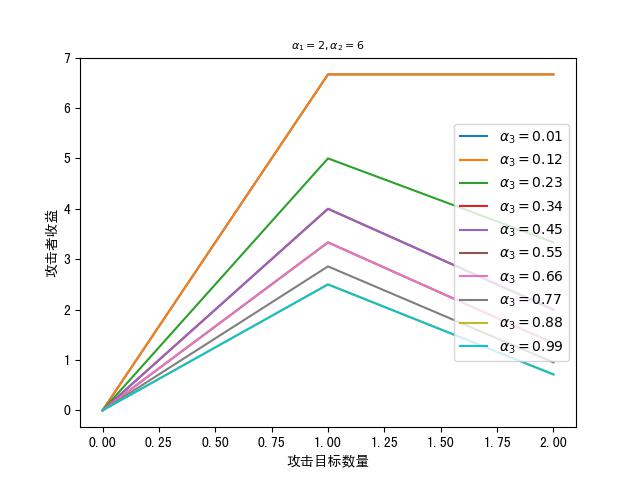 α₁ = 2, α₂ = 6
7
6
5
4
3
2
1
0
攻击者收益
0.00 0.25 0.50 0.75 1.00 1.25 1.50 1.75 2.00
攻击目标数量
α₃ = 0.01
α₃ = 0.12
α₃ = 0.23
α₃ = 0.34
α₃ = 0.45
α₃ = 0.55
α₃ = 0.66
α₃ = 0.77
α₃ = 0.88
α₃ = 0.99